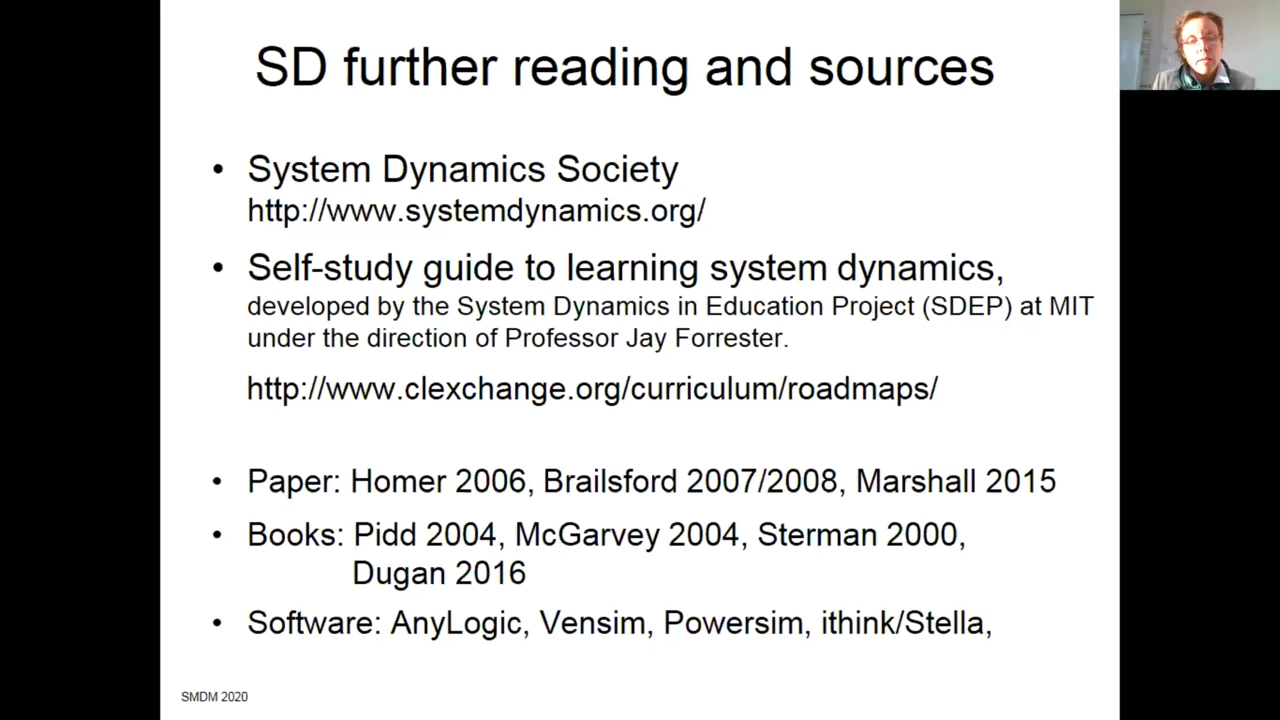 SD further reading and sources
• System Dynamics Society
http://www.systemdynamics.org/
• Self-study guide to learning system dynamics,
developed by the System Dynamics in Education Project (SDEP) at MIT
under the direction of Professor Jay Forrester.
http://www.clexchange.org/curriculum/roadmaps/
• Paper: Homer 2006, Brailsford 2007/2008, Marshall 2015
• Books: Pidd 2004, McGarvey 2004, Sterman 2000,
Dugan 2016
• Software: AnyLogic, Vensim, Powersim, ithink/Stella,
SMDM 2020